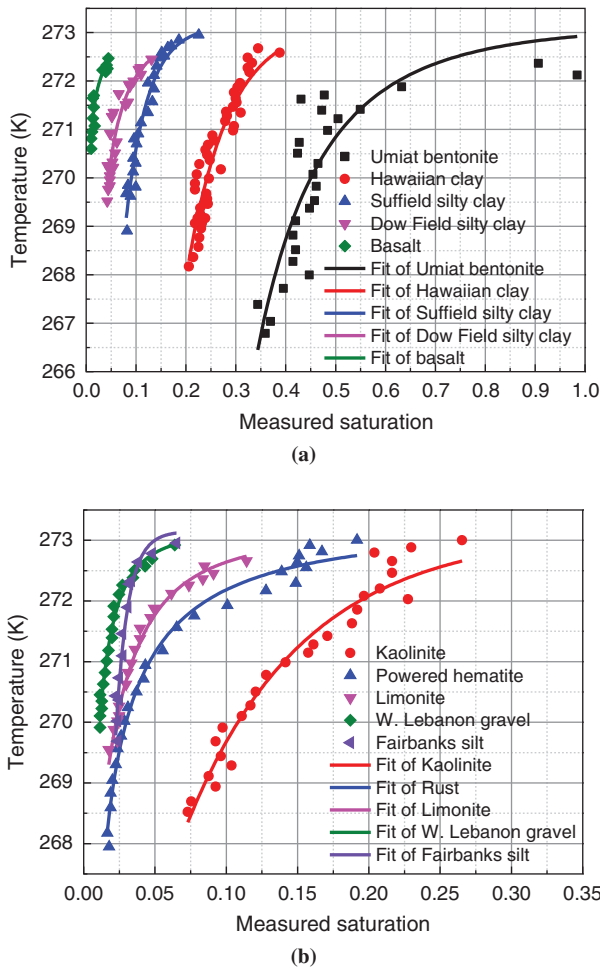 (a)
Temperature (K)
273
272
271
270
269
268
267
266
0.0 0.1 0.2 0.3 0.4 0.5 0.6 0.7 0.8 0.9 1.0
Measured saturation
Umiat bentonite
Hawaiian clay
Suffield silty clay
Dow Field silty clay
Basalt
Fit of Umiat bentonite
Fit of Hawaiian clay
Fit of Suffield silty clay
Fit of Dow Field silty clay
Fit of basalt
(b)
Temperature (K)
273
272
271
270
269
268
0.00 0.05 0.10 0.15 0.20 0.25 0.30 0.35
Measured saturation
Kaolinite
Powered hematite
Limonite
W. Lebanon gravel
Fairbanks silt
Fit of Kaolinite
Fit of Rust
Fit of Limonite
Fit of W. Lebanon gravel
Fit of Fairbanks silt